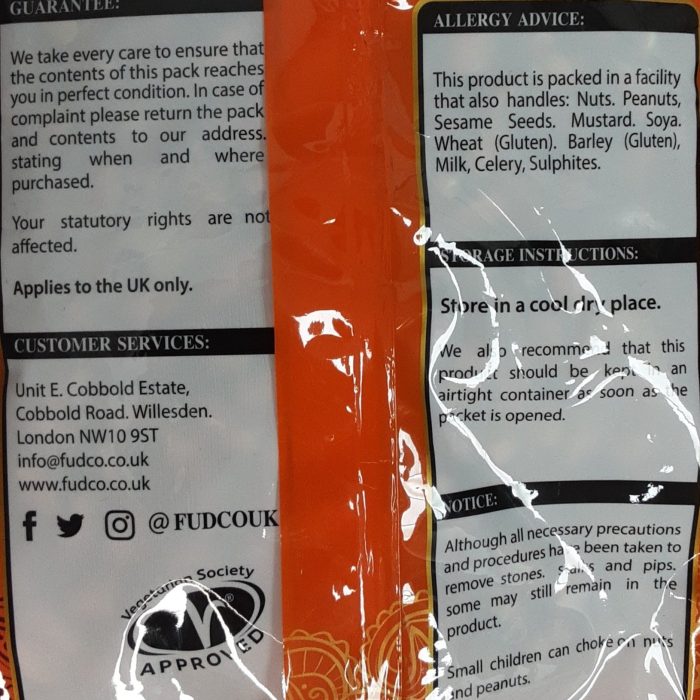 GUARANTEE:
We take every care to ensure that
the contents of this pack reaches
you in perfect condition. In case of
complaint please return the pack
and contents to our address.
stating when and where
purchased.
Your statutory rights are not
affected.
Applies to the UK only.
CUSTOMER SERVICES:
Unit E. Cobbold Estate,
Cobbold Road. Willesden.
London NW10 9ST
info@fudco.co.uk
www.fudco.co.uk
@FUDCOUK
Vegetarian Society
APPROVED
ALLERGY ADVICE:
This product is packed in a facility
that also handles: Nuts. Peanuts,
Sesame Seeds. Mustard. Soya.
Wheat (Gluten). Barley (Gluten),
Milk, Celery, Sulphites.
STORAGE INSTRUCTIONS:
Store in a cool dry place.
We also recommend that this
product should be kept in an
airtight container as soon as the
packet is opened.
NOTICE:
Although all necessary precautions
and procedures have been taken to
remove stones. stalks and pips.
some may still remain in the
product.
Small children can choke on nuts
and peanuts.